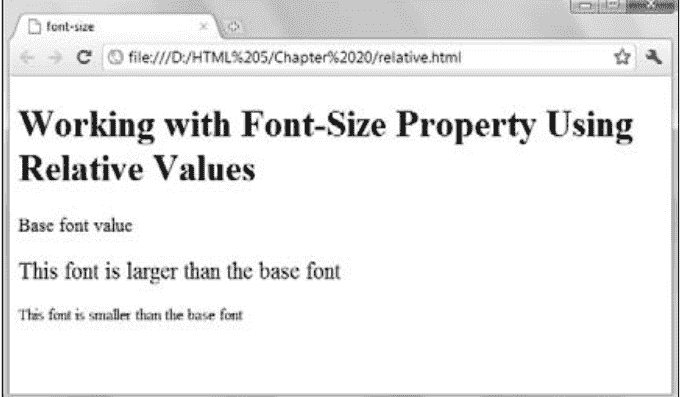 font-size
file:///D:/HTML%205/Chapter%2020/relative.html
Working with Font-Size Property Using
Relative Values
Base font value
This font is larger than the base font
This font is smaller than the base font